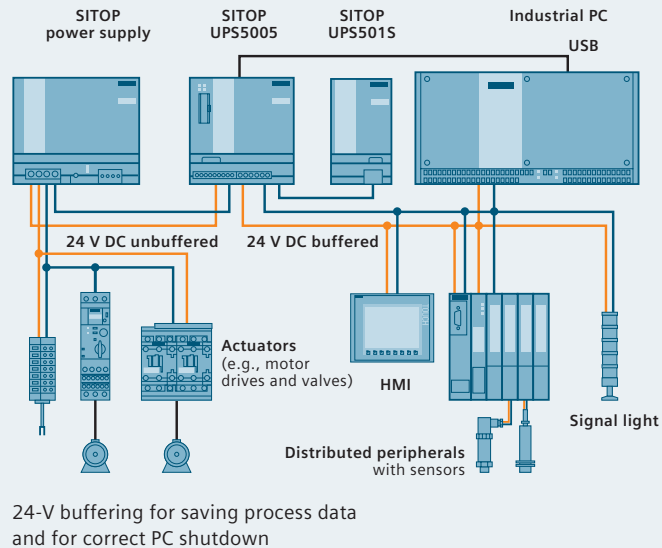 SITOP
power supply
SITOP
UPS5005
SITOP
UPS501S
Industrial PC
USB
24 V DC unbuffered
24 V DC buffered
Actuators
(e.g., motor
drives and valves)
HMI
Signal light
Distributed peripherals
with sensors
24-V buffering for saving process data
and for correct PC shutdown